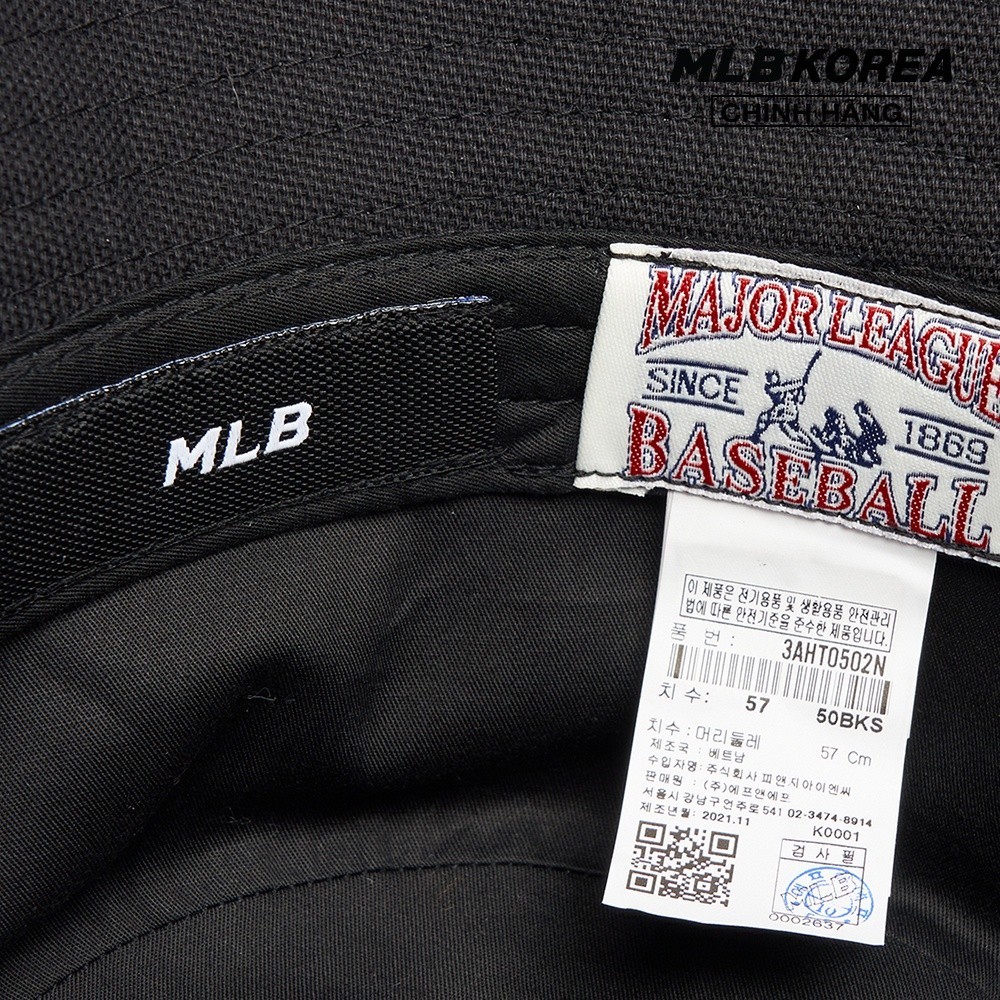 MLB KOREA
CHÍNH HÃNG
MAJOR LEAGUE
SINCE 1869
BASEBALL
MLB
이 제품은 전기용품 및 생활용품 안전관리
법에 따른 안전기준을 준수한 제품입니다.
품 번 : 3AHT0502N
치 수: 57 50BKS
치수 : 머리둘레 57 Cm
제조국 : 베트남
수입자명: 주식회사 피앤지아이엔씨
판매원 : (주)에프앤에프
서울시 강남구 언주로 541 02-3474-8914
제조년월: 2021.11 K0001
검 사 필
0002637